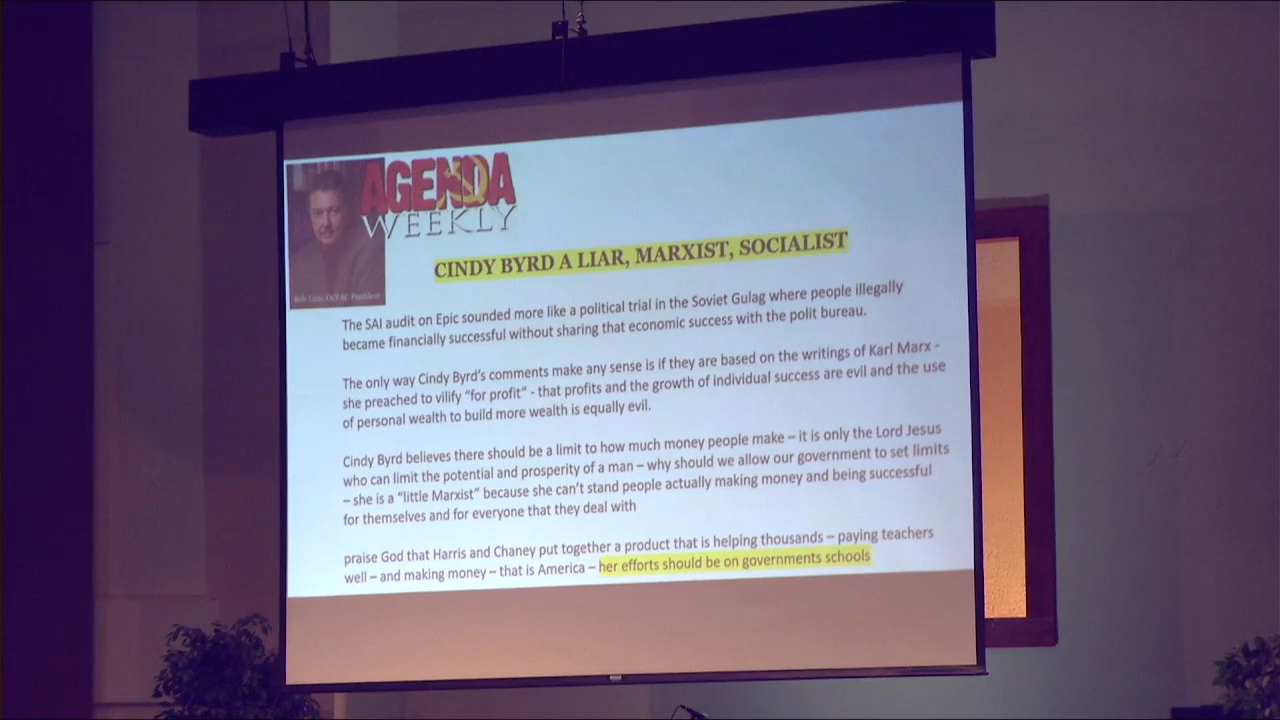 AGENDA
WEEKLY
CINDY BYRD A LIAR, MARXIST, SOCIALIST
The SAI audit on Epic sounded more like a political trial in the Soviet Gulag where people illegally
became financially successful without sharing that economic success with the polit bureau.
The only way Cindy Byrd's comments make any sense is if they are based on the writings of Karl Marx -
she preached to vilify "for profit" - that profits and the growth of individual success are evil and the use
of personal wealth to build more wealth is equally evil.
Cindy Byrd believes there should be a limit to how much money people make – it is only the Lord Jesus
who can limit the potential and prosperity of a man – why should we allow our government to set limits
– she is a "little Marxist" because she can't stand people actually making money and being successful
for themselves and for everyone that they deal with
praise God that Harris and Chaney put together a product that is helping thousands – paying teachers
well – and making money – that is America – her efforts should be on governments schools